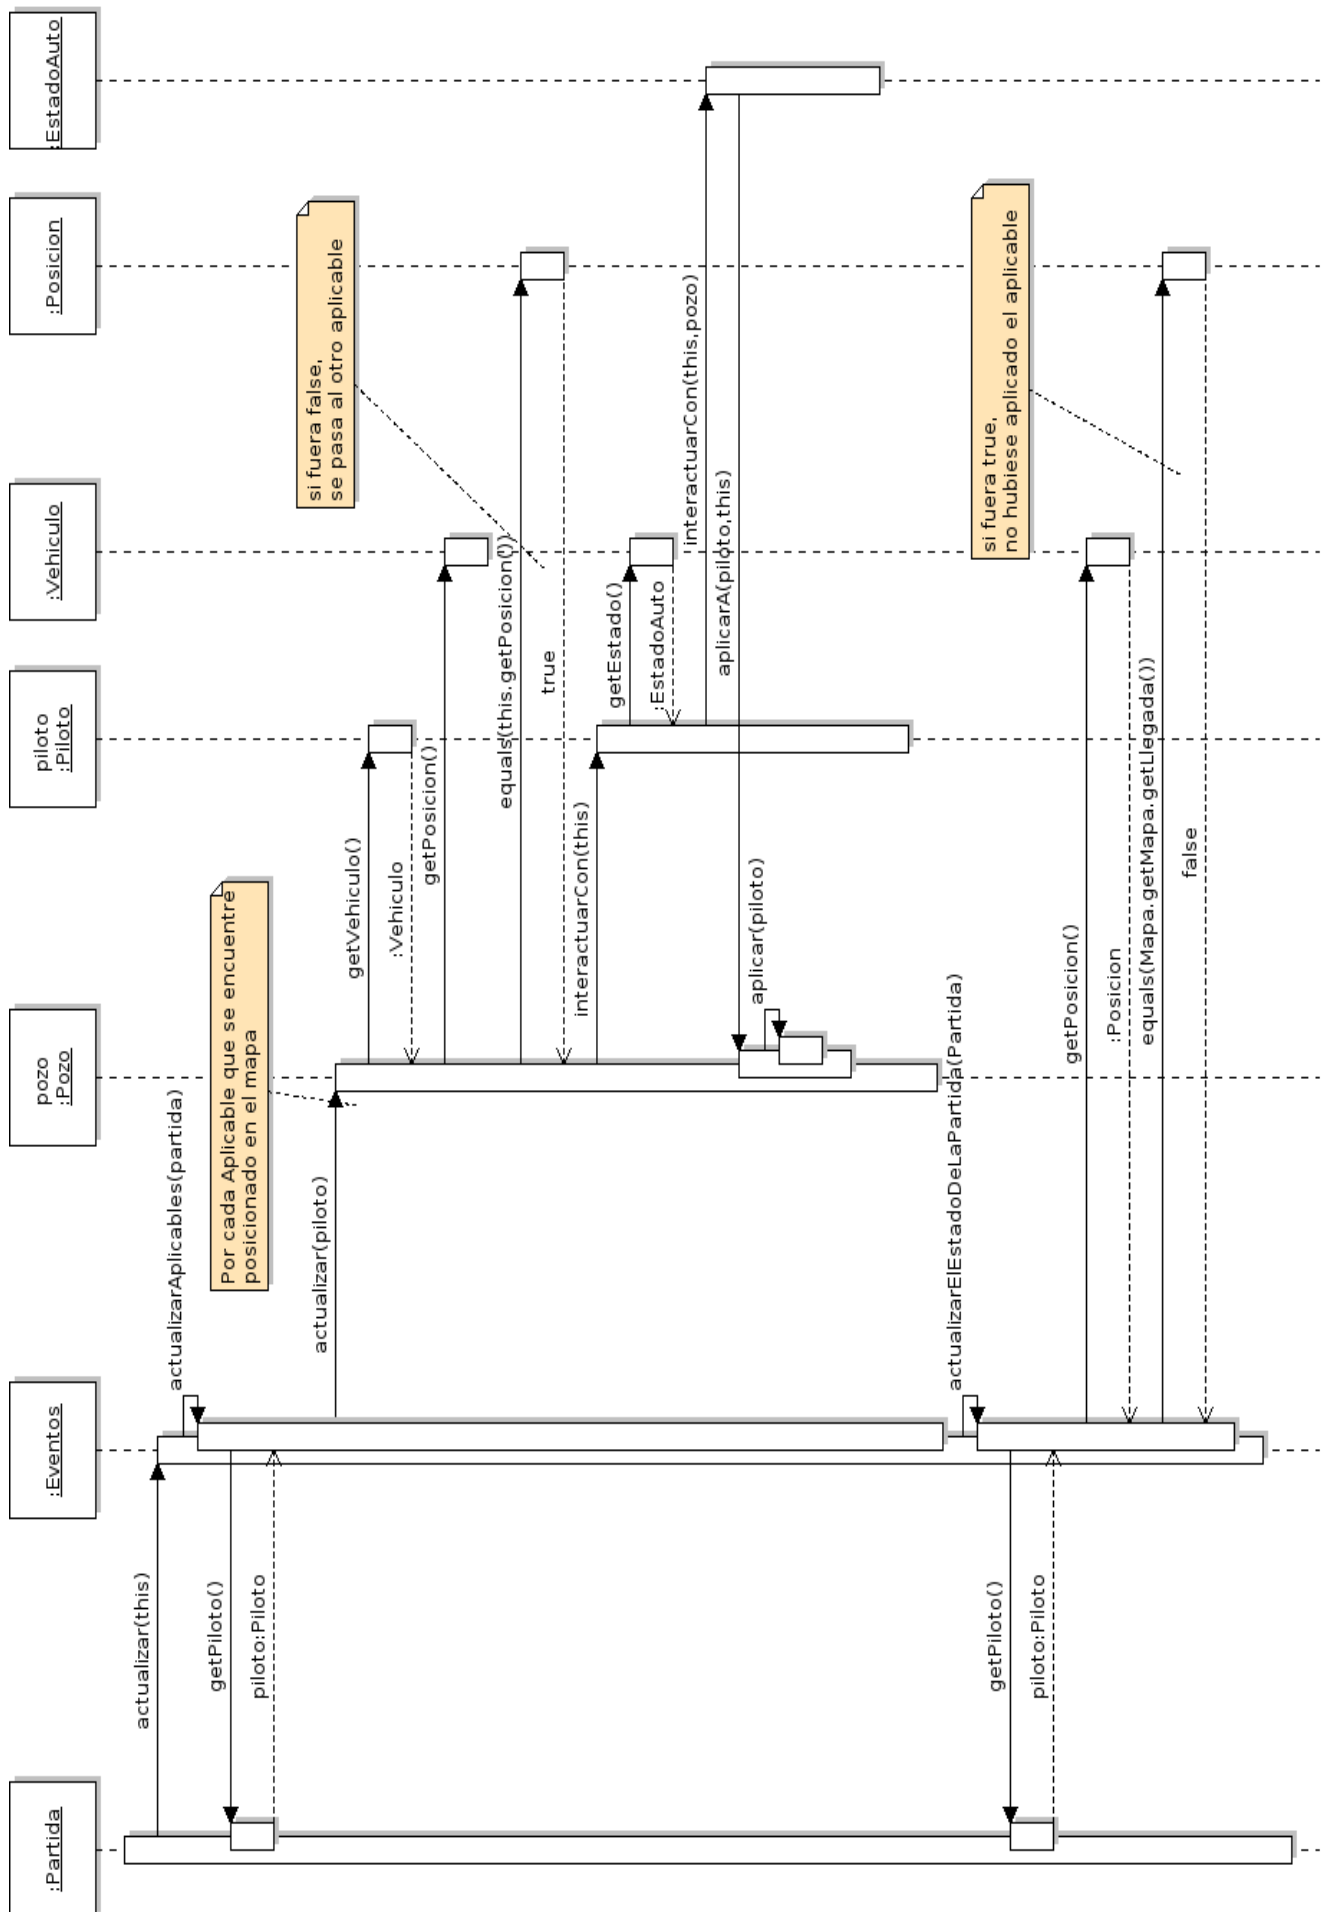 :Partida
:Eventos
pozo
:Pozo
piloto
:Piloto
:Vehiculo
:Posicion
:EstadoAuto
actualizar(this)
actualizarAplicables(partida)
getPiloto()
piloto:Piloto
Por cada Aplicable que se encuentre
posicionado en el mapa
actualizar(piloto)
getVehiculo()
:Vehiculo
getPosicion()
si fuera false,
se pasa al otro aplicable
equals(this.getPosicion())
true
interactuarCon(this)
getEstado()
:EstadoAuto
interactuarCon(this,pozo)
aplicarA(piloto,this)
aplicar(piloto)
actualizarElEstadoDeLaPartida(Partida)
getPiloto()
piloto:Piloto
getPosicion()
:Posicion
si fuera true,
no hubiese aplicado el aplicable
equals(Mapa.getMapa.getLlegada())
false